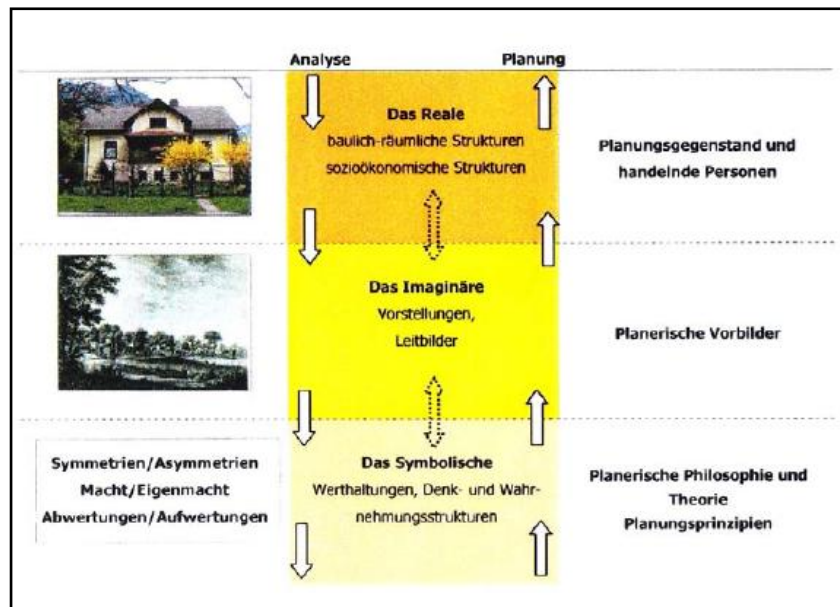 Analyse Planung
Das Reale
baulich-räumliche Strukturen
sozioökonomische Strukturen
Planungsgegenstand und
handelnde Personen
Das Imaginäre
Vorstellungen,
Leitbilder
Planerische Vorbilder
Symmetrien/Asymmetrien
Macht/Eigenmacht
Abwertungen/Aufwertungen
Das Symbolische
Werthaltungen, Denk- und Wahr-
nehmungsstrukturen
Planerische Philosophie und
Theorie
Planungsprinzipien